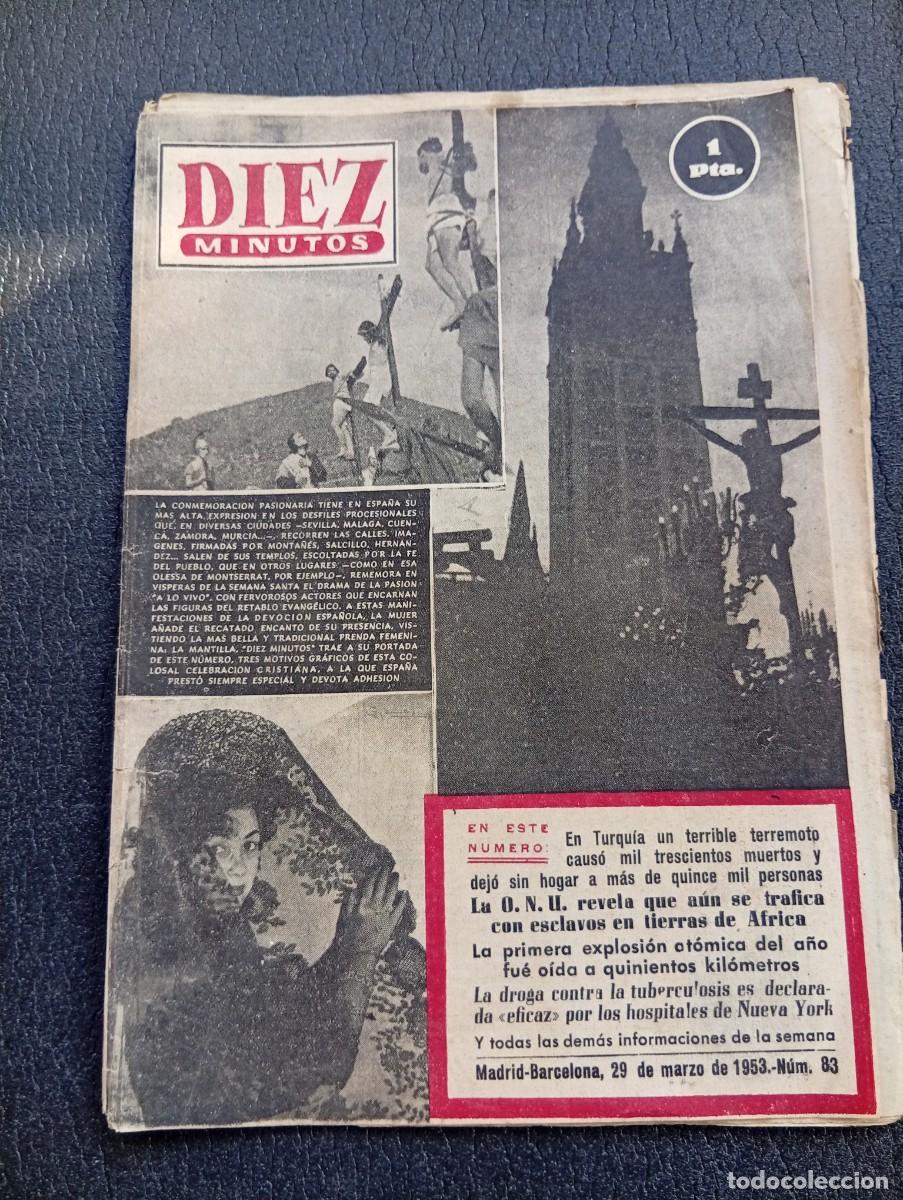 DIEZ
MINUTOS
1
Pta.
LA CONMEMORACION PASIONARIA TIENE EN ESPAÑA SU
MAS ALTA EXPRESION EN LOS DESFILES PROCESIONALES
QUE, EN DIVERSAS CIUDADES —SEVILLA, MALAGA, CUEN-
CA, ZAMORA, MURCIA...—, RECORREN LAS CALLES. IMA-
GENES, FIRMADAS POR MONTAÑÉS, SALCILLO, HERNAN-
DEZ... SALEN DE SUS TEMPLOS, ESCOLTADAS POR LA FE
DEL PUEBLO, QUE EN OTROS LUGARES —COMO EN ESA
OLESSA DE MONTSERRAT, POR EJEMPLO—, REMEMORA EN
VISPERAS DE LA SEMANA SANTA EL DRAMA DE LA PASION
"A LO VIVO", CON FERVOROSOS ACTORES QUE ENCARNAN
LAS FIGURAS DEL RETABLO EVANGÉLICO. A ESTAS MANI-
FESTACIONES DE LA DEVOCION ESPAÑOLA, LA MUJER
AÑADE EL RECATADO ENCANTO DE SU PRESENCIA, VIS-
TIENDO LA MAS BELLA Y TRADICIONAL PRENDA FEMENI-
NA: LA MANTILLA. "DIEZ MINUTOS" TRAE A SU PORTADA
DE ESTE NÚMERO, TRES MOTIVOS GRÁFICOS DE ESTA CO-
LOSAL CELEBRACION CRISTIANA, A LA QUE ESPAÑA
PRESTÓ SIEMPRE ESPECIAL Y DEVOTA ADHESION
EN ESTE
NUMERO:
En Turquía un terrible terremoto
causó mil trescientos muertos y
dejó sin hogar a más de quince mil personas
La O. N. U. revela que aún se trafica
con esclavos en tierras de Africa
La primera explosión atómica del año
fué oída a quinientos kilómetros
La droga contra la tuberculosis es declara-
da «eficaz» por los hospitales de Nueva York
Y todas las demás informaciones de la semana
Madrid-Barcelona, 29 de marzo de 1953.-Núm. 83
todocoleccion